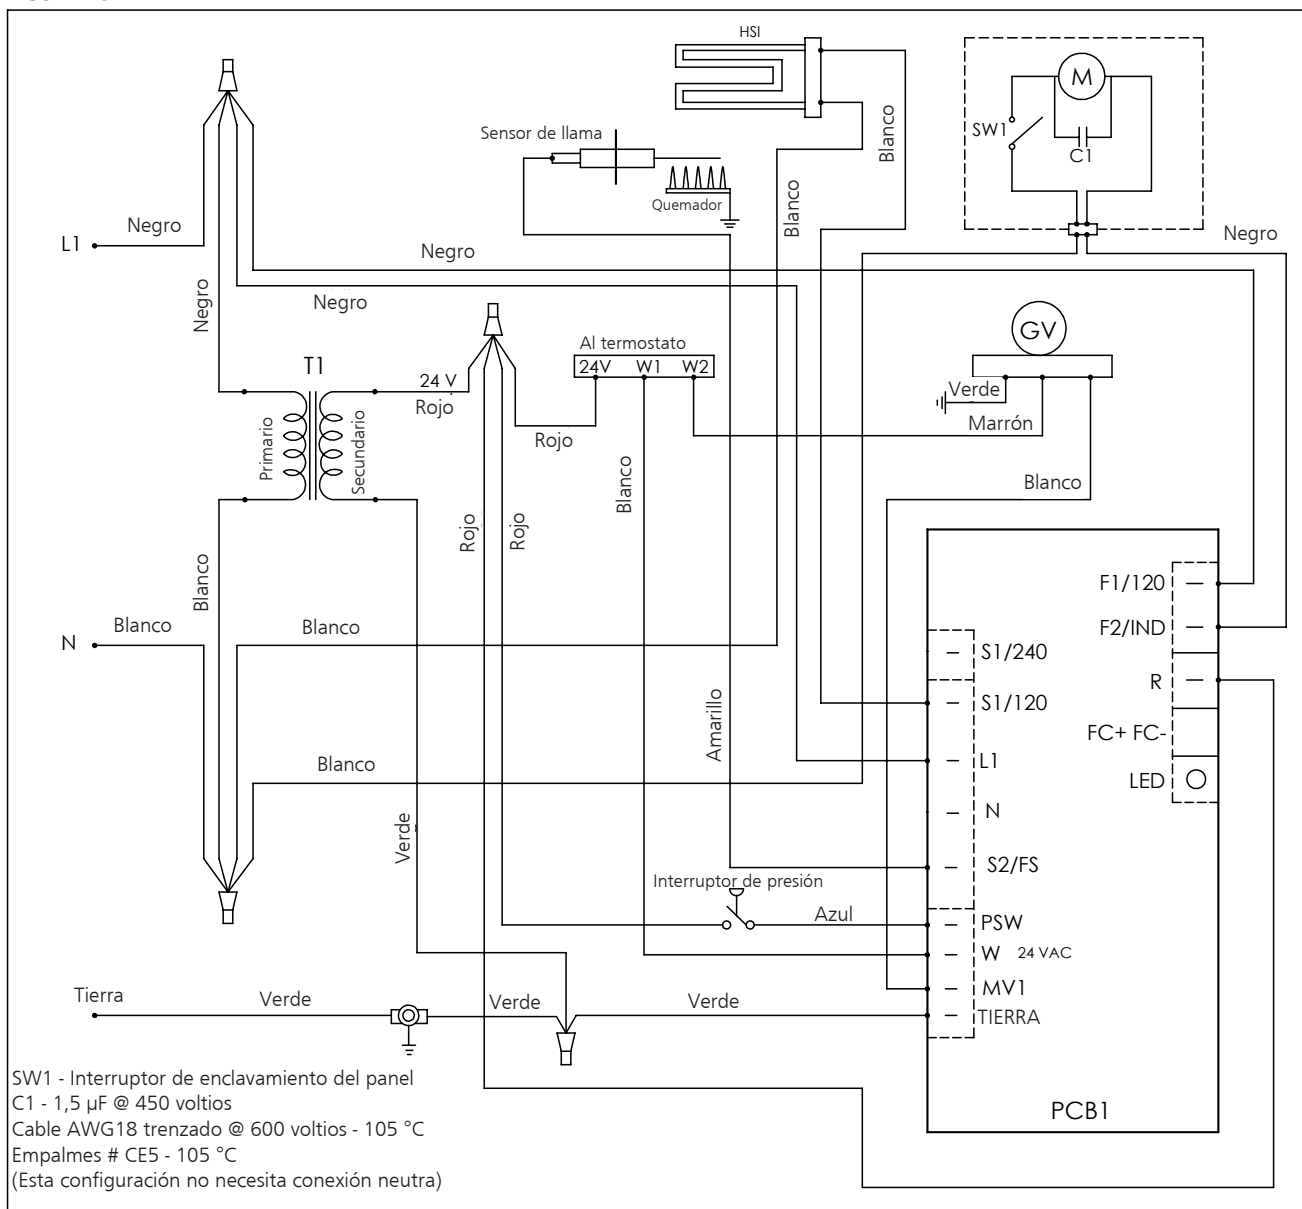 HSI
M
SW1
C1
Sensor de llama
Quemador
Blanco
Blanco
Negro
L1
Negro
Negro
Negro
Negro
GV
Al termostato
24V W1 W2
T1
24 V
Rojo
Rojo
Verde
Marrón
Primario
Secundario
Blanco
Blanco
Rojo
Rojo
Blanco
N
Blanco
Blanco
F1/120
F2/IND
S1/240
R
S1/120
FC+ FC-
Amarillo
L1
LED
Blanco
N
Verde
S2/FS
Interruptor de presión
Azul
PSW
W 24 VAC
MV1
TIERRA
Tierra
Verde
Verde
Verde
PCB1
SW1 - Interruptor de enclavamiento del panel
C1 - 1,5 µF @ 450 voltios
Cable AWG18 trenzado @ 600 voltios - 105 °C
Empalmes # CE5 - 105 °C
(Esta configuración no necesita conexión neutra)